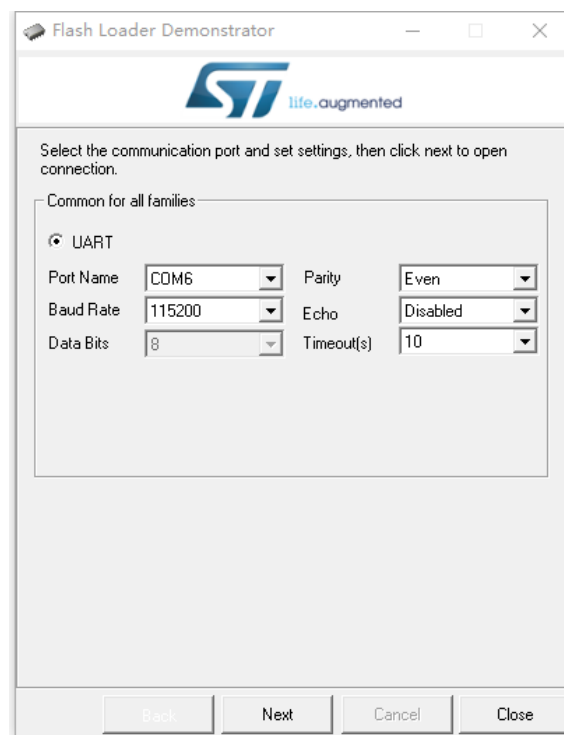 Flash Loader Demonstrator
ST life.augmented
Select the communication port and set settings, then click next to open
connection.
Common for all families
UART
Port Name COM6 Parity Even
Baud Rate 115200 Echo Disabled
Data Bits 8 Timeout(s) 10
Back Next Cancel Close